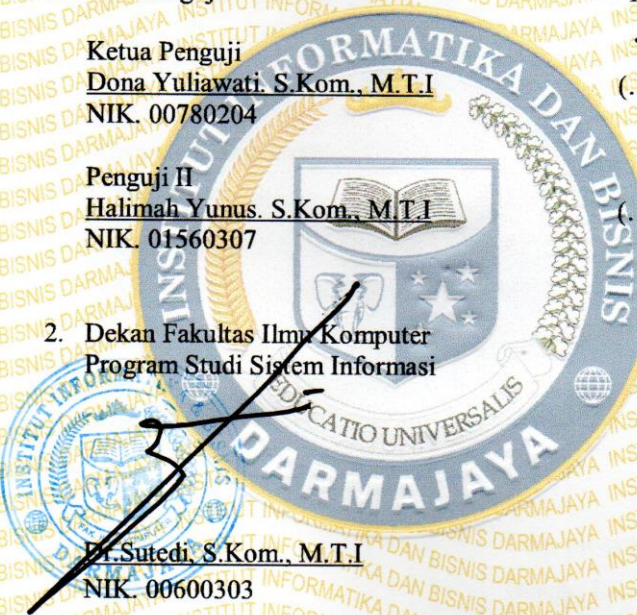 Ketua Penguji
Dona Yuliawati. S.Kom., M.T.I
(.
NIK. 00780204
Penguji II
Halimah Yunus. S.Kom., M.T.I
(.
NIK. 01560307
2. Dekan Fakultas Ilmu Komputer
Program Studi Sistem Informasi
Dr.Sutedi, S.Kom., M.T.I
NIK. 00600303
INSTITUT INFORMATIKA DAN BISNIS
DARMAJAYA
EDUCATIO UNIVERSALIS